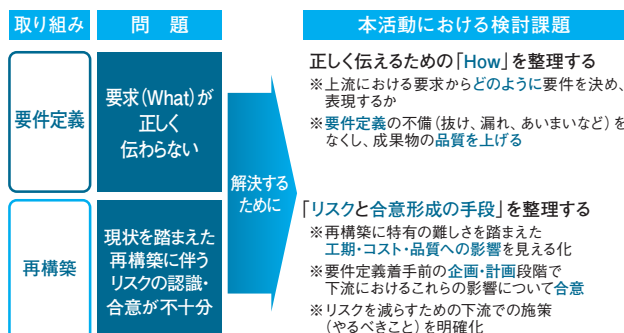 取り組み
問 題
本活動における検討課題
要件定義
要求(What)が
正しく
伝わらない
解決する
ために
正しく伝えるための「How」を整理する
※上流における要求からどのように要件を決め、
表現するか
※要件定義の不備(抜け、漏れ、あいまいなど)を
なくし、成果物の品質を上げる
再構築
現状を踏まえた
再構築に伴う
リスクの認識・
合意が不十分
「リスクと合意形成の手段」を整理する
※再構築に特有の難しさを踏まえた
工期・コスト・品質への影響を見える化
※要件定義着手前の企画・計画段階で
下流におけるこれらの影響について合意
※リスクを減らすための下流での施策
(やるべきこと)を明確化